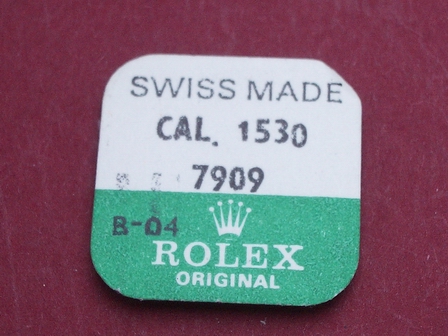 SWISS MADE
CAL. 1530
7909
B-04
ROLEX
ORIGINAL